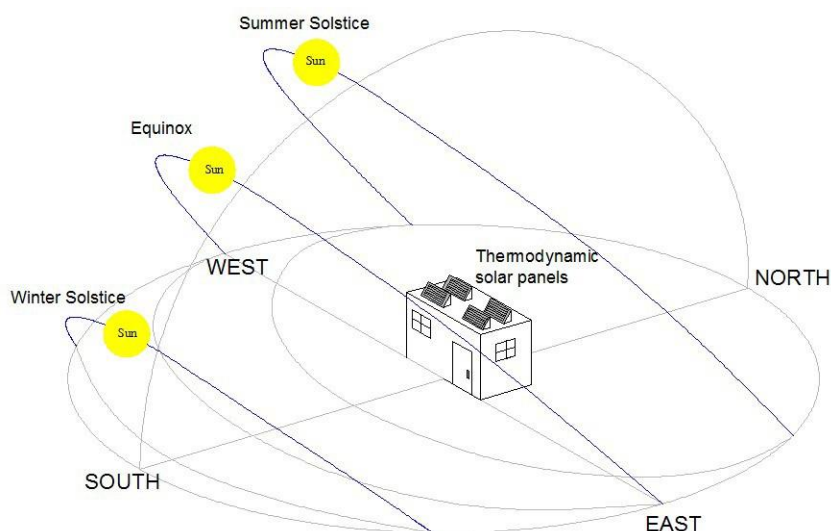 Summer Solstice
Sun
Equinox
Sun
WEST
Thermodynamic
solar panels
NORTH
Winter Solstice
Sun
SOUTH
EAST